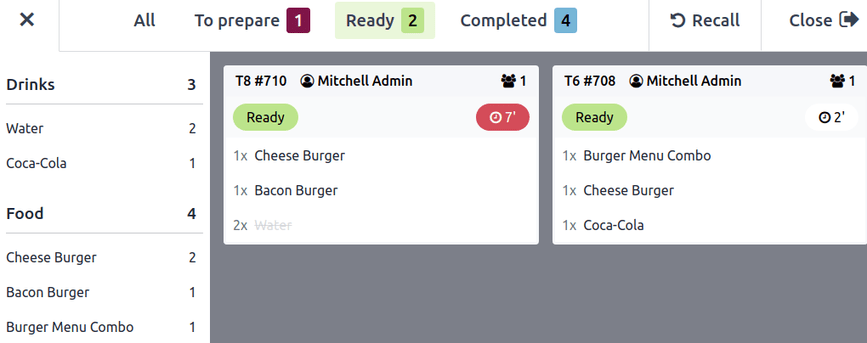 ✕ All To prepare 1 Ready 2 Completed 4 Recall Close
Drinks 3
Water 2
Coca-Cola 1
Food 4
Cheese Burger 2
Bacon Burger 1
Burger Menu Combo 1
T8 #710 Mitchell Admin 1
Ready 7'
1x Cheese Burger
1x Bacon Burger
2x Water
T6 #708 Mitchell Admin 1
Ready 2'
1x Burger Menu Combo
1x Cheese Burger
1x Coca-Cola